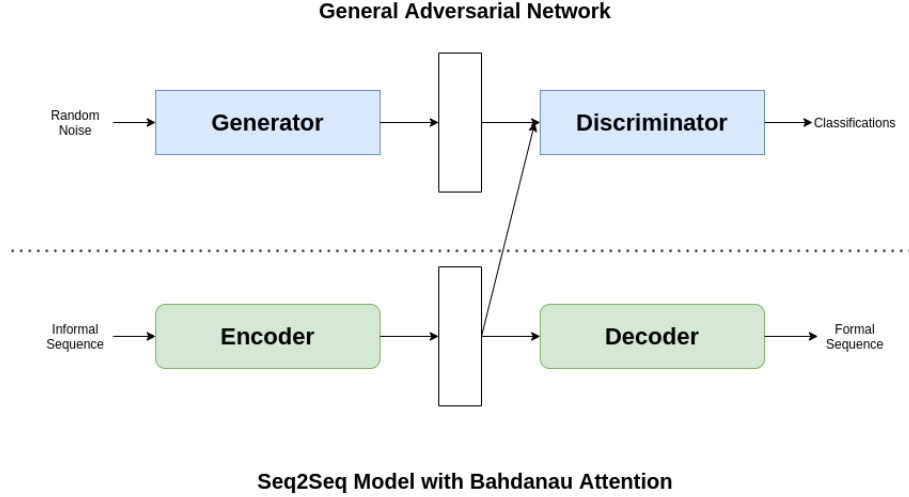 General Adversarial Network
Random
Noise
Generator
Discriminator
Classifications
Informal
Sequence
Encoder
Decoder
Formal
Sequence
Seq2Seq Model with Bahdanau Attention